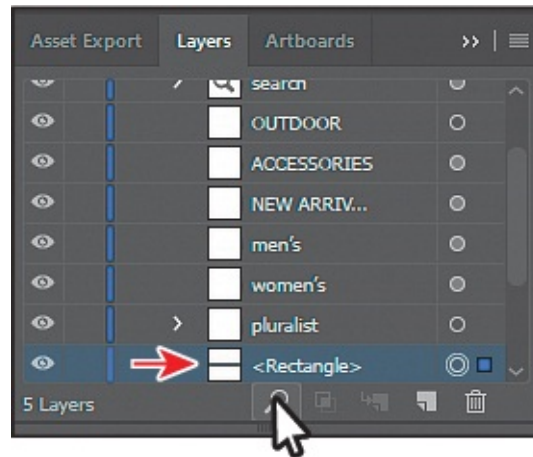 Asset Export Layers Artboards
search
OUTDOOR
ACCESSORIES
NEW ARRIV...
men's
women's
pluralist
<Rectangle>
5 Layers